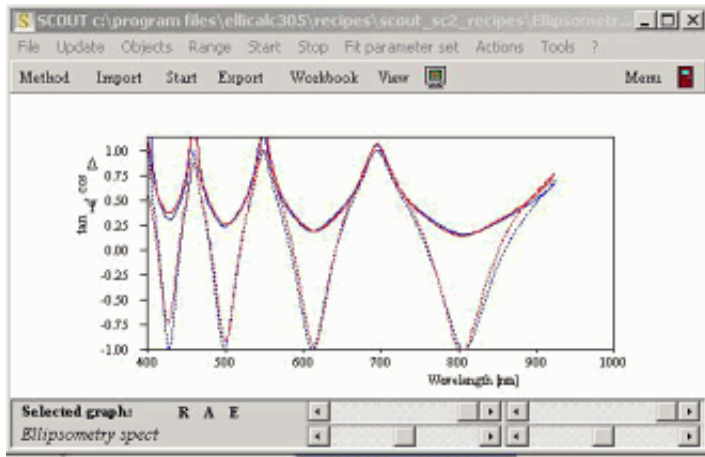 SCOUT c:\program files\ellicalc305\recipes\scout_sc2_recipes\Ellipsometr...
File Update Objects Range Start Stop Fit parameter set Actions Tools ?
Method Import Start Export Workbook View Menu
1.00
0.75
0.50
0.25
0.00
-0.25
-0.50
-0.75
-1.00
tan Ψ cos Δ
400 500 600 700 800 900 1000
Wavelength [nm]
Selected graph: R A E
Ellipsometry spect